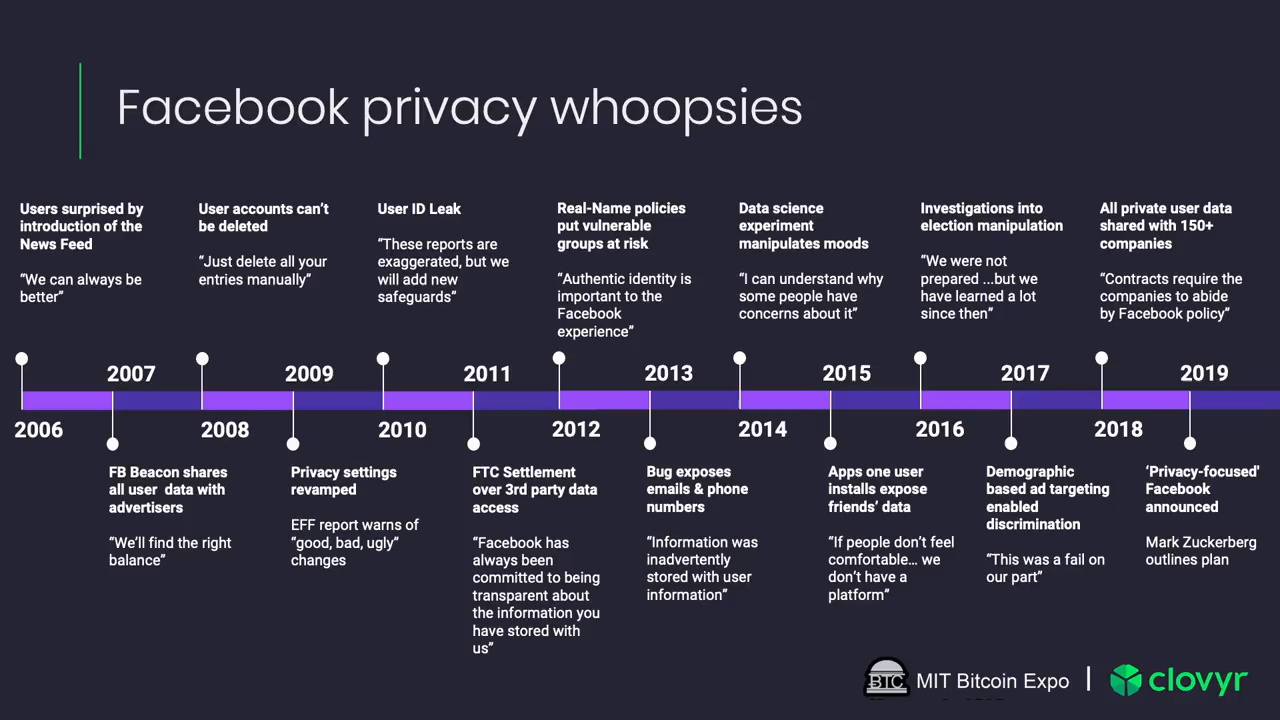 Facebook privacy whoopsies
Users surprised by
introduction of the
News Feed
“We can always be
better”
User accounts can’t
be deleted
“Just delete all your
entries manually”
User ID Leak
“These reports are
exaggerated, but we
will add new
safeguards”
Real-Name policies
put vulnerable
groups at risk
“Authentic identity is
important to the
Facebook
experience”
Data science
experiment
manipulates moods
“I can understand why
some people have
concerns about it”
Investigations into
election manipulation
“We were not
prepared ...but we
have learned a lot
since then”
All private user data
shared with 150+
companies
“Contracts require the
companies to abide
by Facebook policy”
2007
2009
2011
2013
2015
2017
2019
2006
2008
2010
2012
2014
2016
2018
FB Beacon shares
all user data with
advertisers
“We’ll find the right
balance”
Privacy settings
revamped
EFF report warns of
“good, bad, ugly”
changes
FTC Settlement
over 3rd party data
access
“Facebook has
always been
committed to being
transparent about
the information you
have stored with
us”
Bug exposes
emails & phone
numbers
“Information was
inadvertently
stored with user
information”
Apps one user
installs expose
friends’ data
“If people don’t feel
comfortable... we
don’t have a
platform”
Demographic
based ad targeting
enabled
discrimination
“This was a fail on
our part”
‘Privacy-focused'
Facebook
announced
Mark Zuckerberg
outlines plan
BTC MIT Bitcoin Expo | clovyr